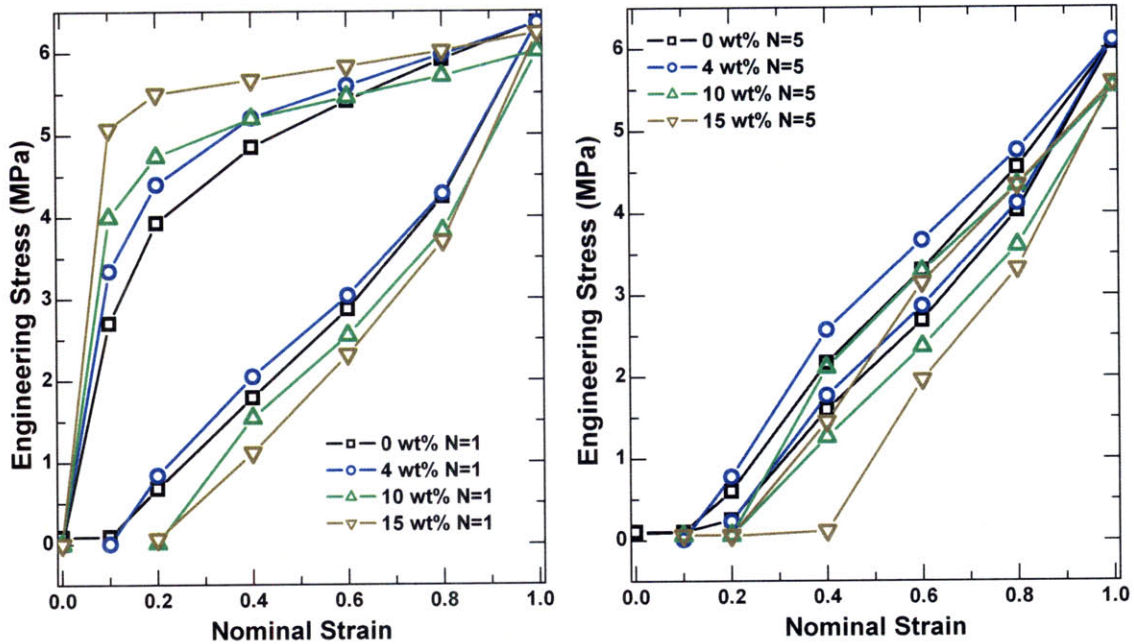 6
5
4
3
2
1
0
Engineering Stress (MPa)
0 wt% N=1
4 wt% N=1
10 wt% N=1
15 wt% N=1
0.0 0.2 0.4 0.6 0.8 1.0
Nominal Strain
6
5
4
3
2
1
0
Engineering Stress (MPa)
0 wt% N=5
4 wt% N=5
10 wt% N=5
15 wt% N=5
0.0 0.2 0.4 0.6 0.8 1.0
Nominal Strain